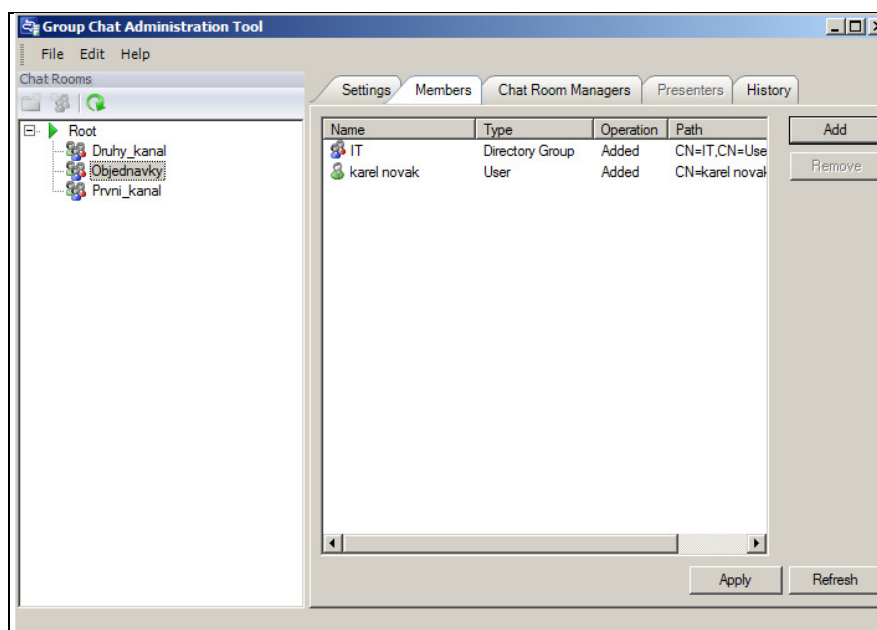 Group Chat Administration Tool
File Edit Help
Chat Rooms
Settings Members Chat Room Managers Presenters History
Root
Druhy_kanal
Objednavky
Prvni_kanal
Name Type Operation Path
IT Directory Group Added CN=IT,CN=Use
karel novak User Added CN=karel novak
Add
Remove
Apply Refresh